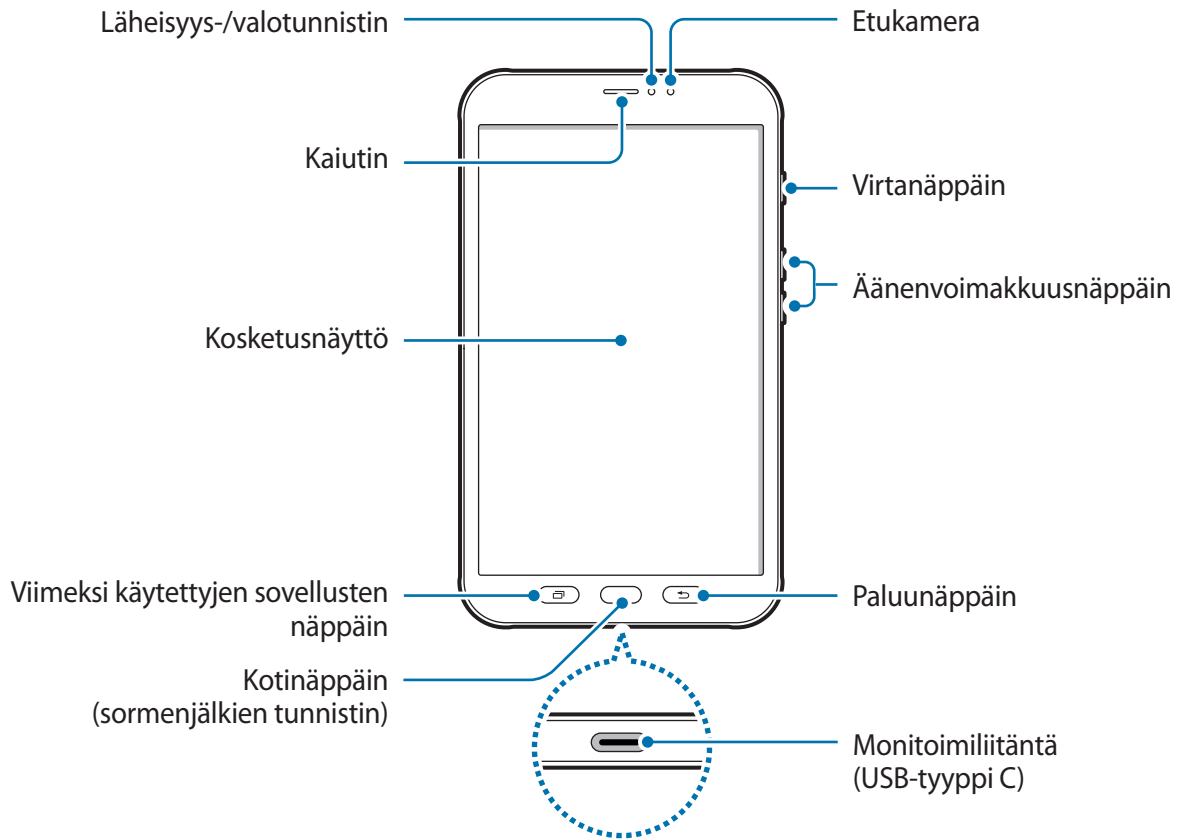 Läheisyys-/valotunnistin
Etukamera
Kaiutin
Virtanäppäin
Äänenvoimakkuusnäppäin
Kosketusnäyttö
Viimeksi käytettyjen sovellusten
näppäin
Paluunäppäin
Kotinäppäin
(sormenjälkien tunnistin)
Monitoimiliitäntä
(USB-tyyppi C)